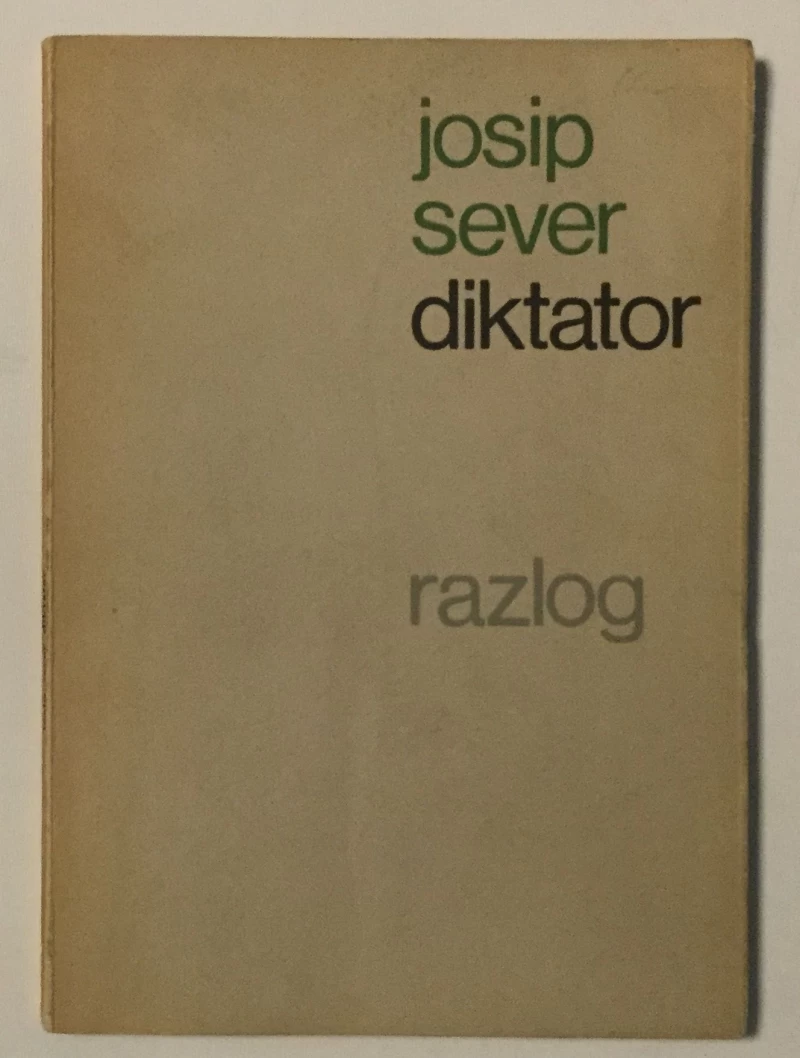 josip
sever
diktator
razlog